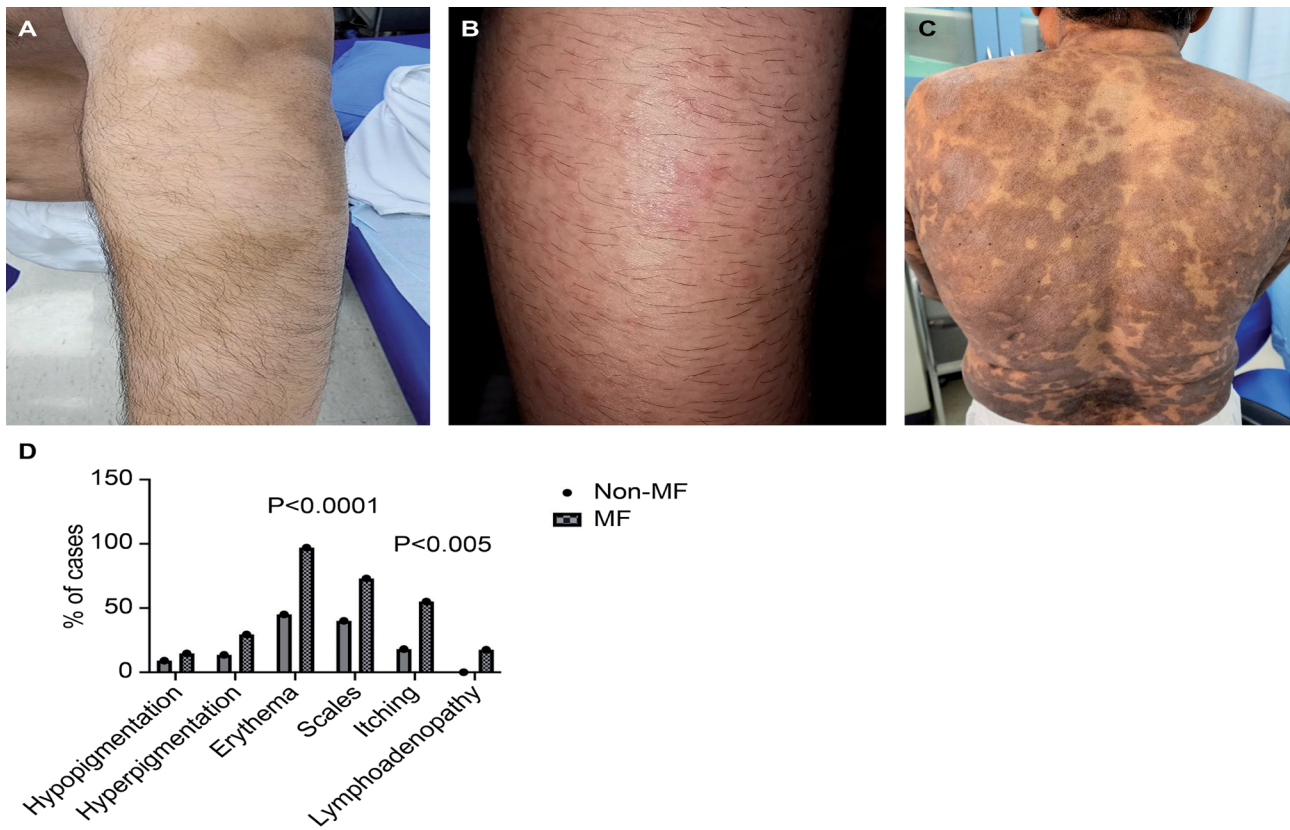 A
B
C
D
150
100
50
0
% of cases
P<0.0001
P<0.005
Non-MF
MF
Hypopigmentation
Hyperpigmentation
Erythema
Scales
Itching
Lymphoadenopathy